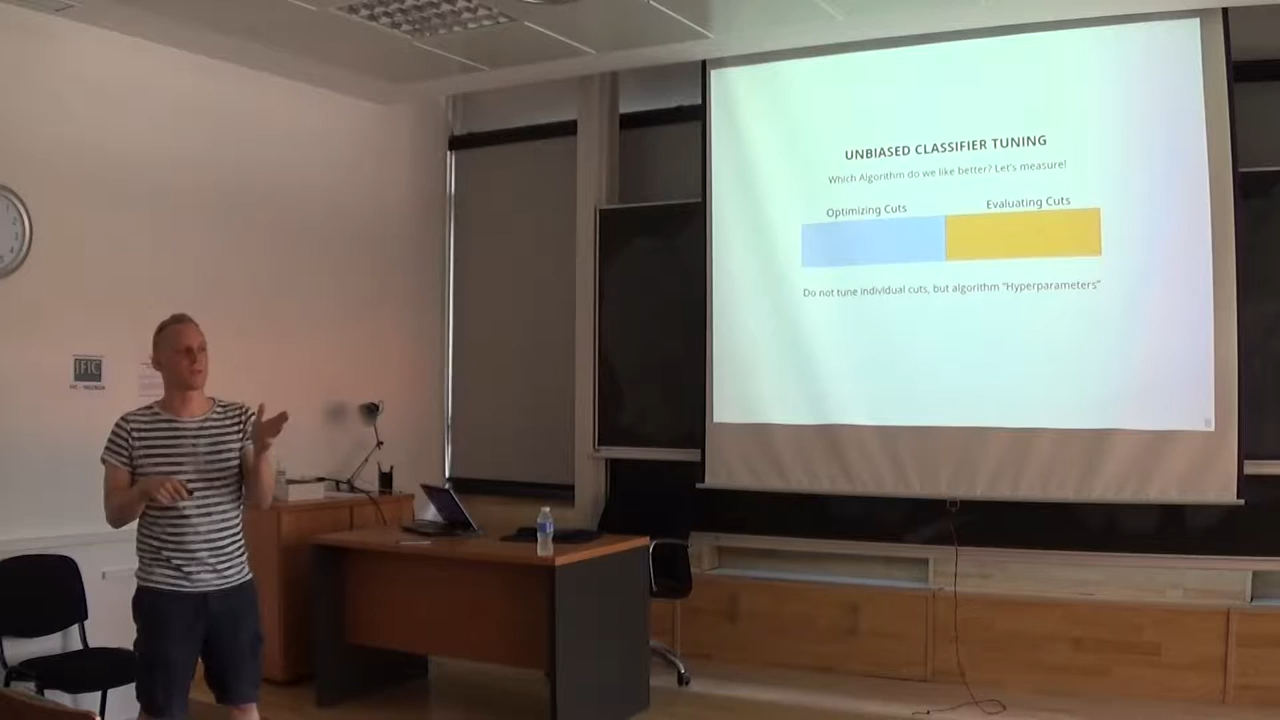 UNBIASED CLASSIFIER TUNING
Which Algorithm do we like better? Let's measure!
Optimizing Cuts
Evaluating Cuts
Do not tune individual cuts, but algorithm "Hyperparameters"
IFIC